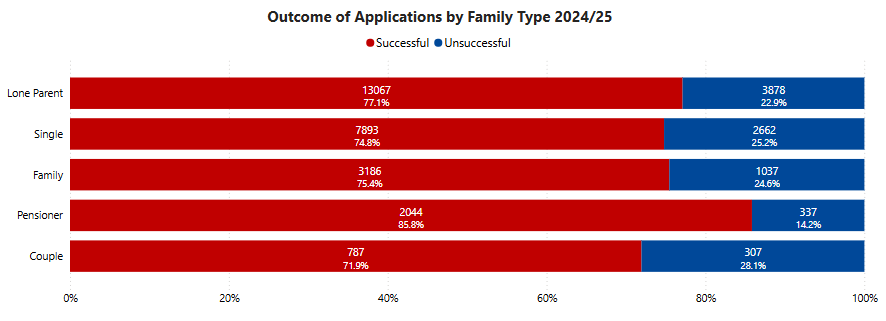 Outcome of Applications by Family Type 2024/25
Successful Unsuccessful
Lone Parent 13067 3878
77.1% 22.9%
Single 7893 2662
74.8% 25.2%
Family 3186 1037
75.4% 24.6%
Pensioner 2044 337
85.8% 14.2%
Couple 787 307
71.9% 28.1%
0% 20% 40% 60% 80% 100%